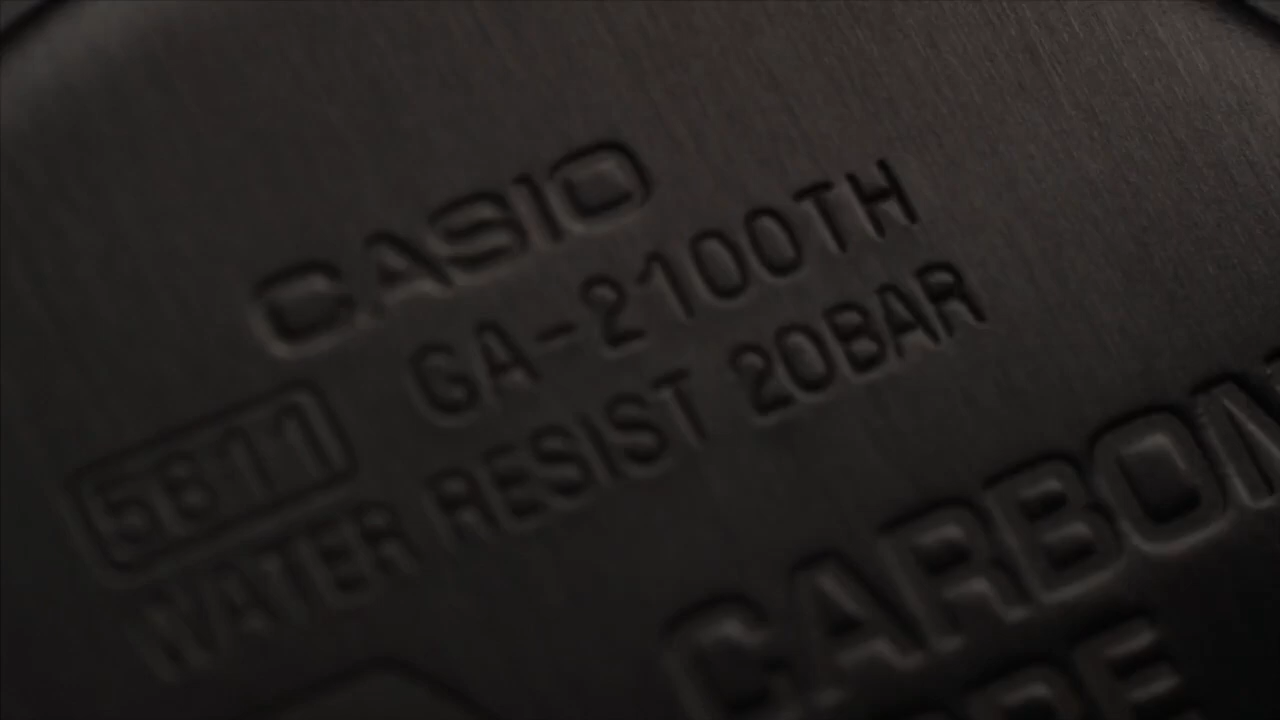 CASIO
GA-2100TH
5611
WATER RESIST 20BAR
CARBON